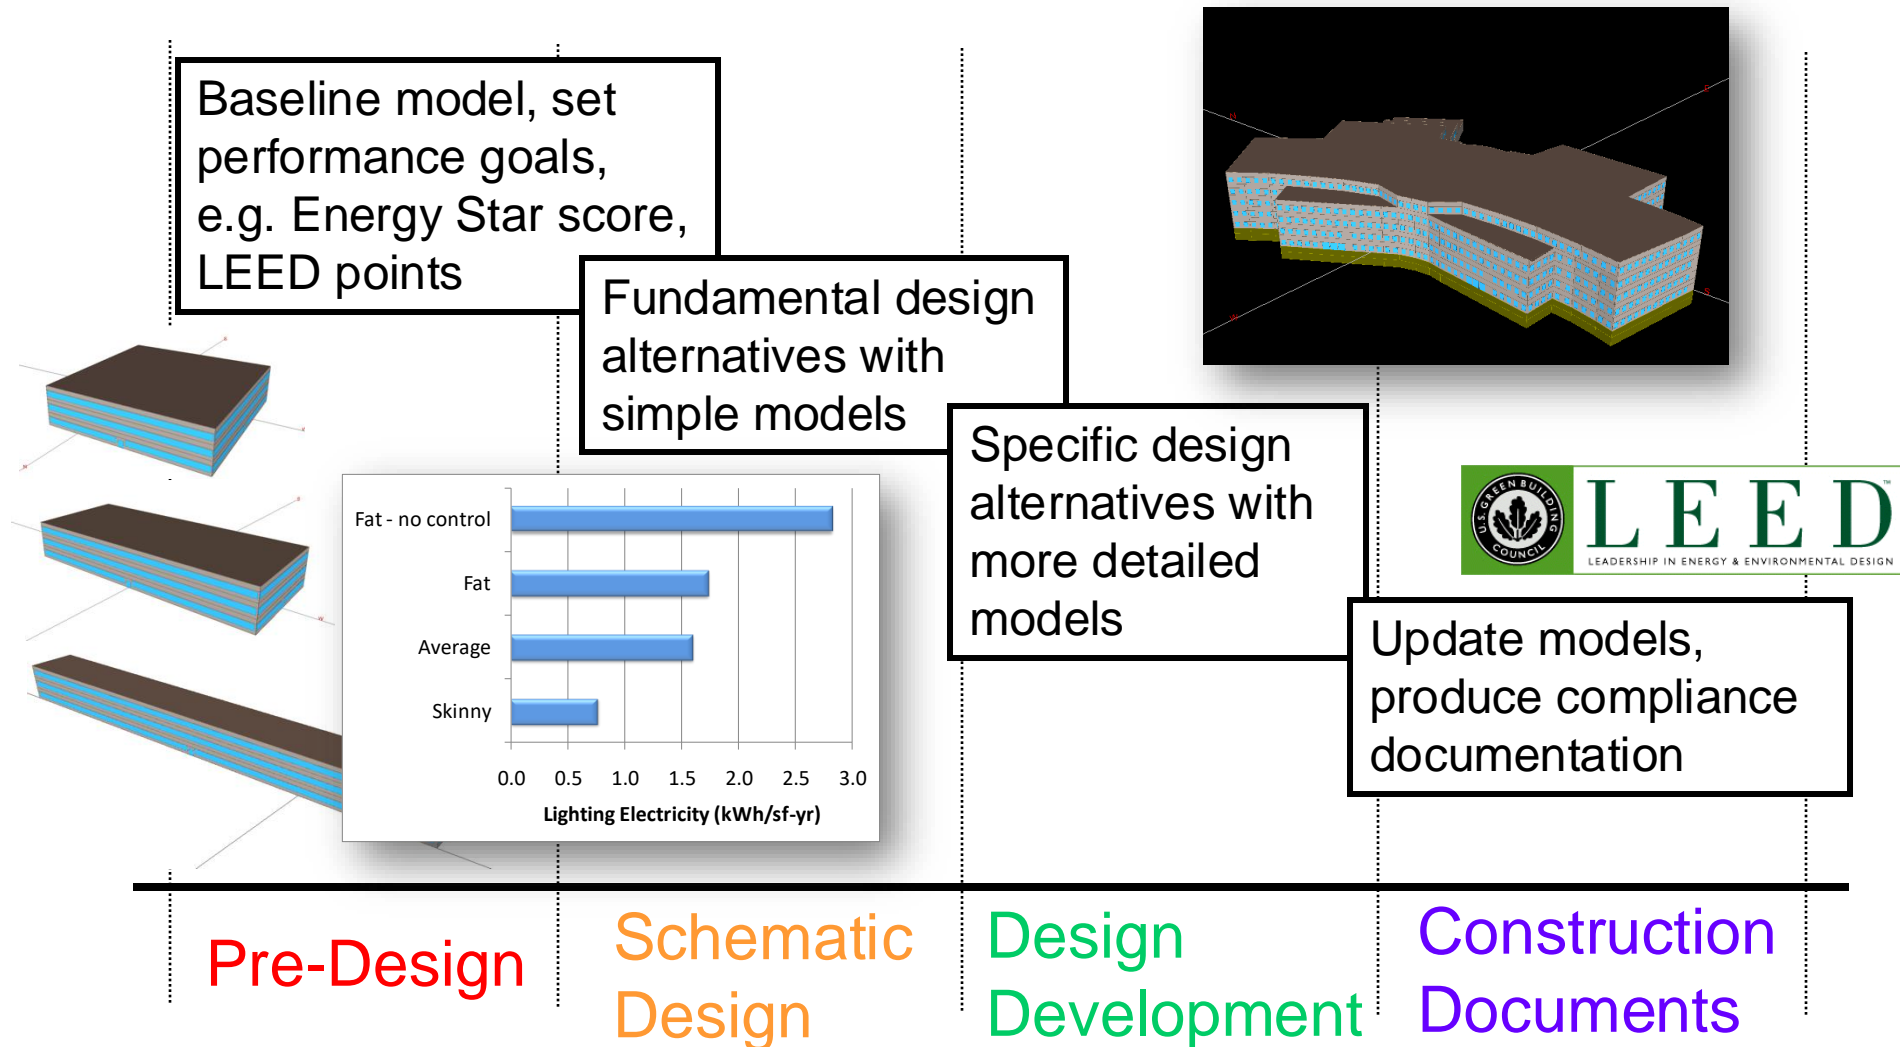 Baseline model, set
performance goals,
e.g. Energy Star score,
LEED points
Fundamental design
alternatives with
simple models
Specific design
alternatives with
more detailed
models
Update models,
produce compliance
documentation
U.S. GREEN BUILDING COUNCIL
LEED™
LEADERSHIP IN ENERGY & ENVIRONMENTAL DESIGN
Fat - no control
Fat
Average
Skinny
0.0 0.5 1.0 1.5 2.0 2.5 3.0
Lighting Electricity (kWh/sf-yr)
Pre-Design
Schematic
Design
Design
Development
Construction
Documents